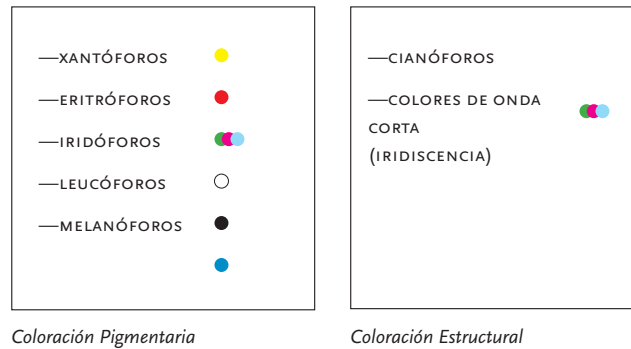 —XANTÓFOROS
—ERITRÓFOROS
—IRIDÓFOROS
—LEUCÓFOROS
—MELANÓFOROS
Coloración Pigmentaria
—CIANÓFOROS
—COLORES DE ONDA
CORTA
(IRIDISCENCIA)
Coloración Estructural